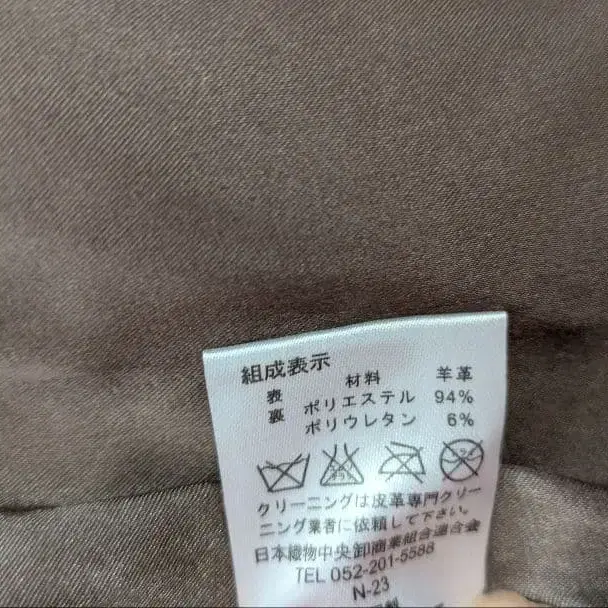 組成表示
表 材料 羊革
裏 ポリエステル 94%
ポリウレタン 6%
クリーニングは皮革専門クリー
ニング業者に依頼して下さい。
日本織物中央卸商業組合連合会
TEL 052-201-5588
N-23